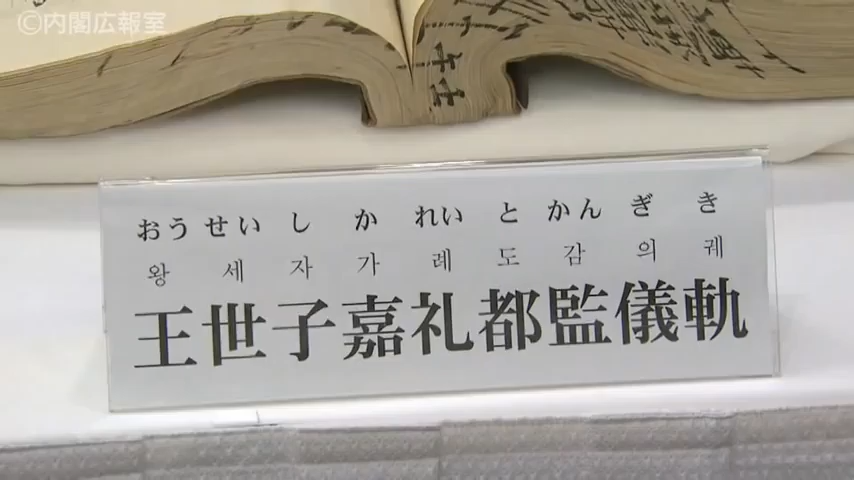 ©内閣広報室
おう せい し か れい と かん ぎ き
왕 세 자 가 례 도 감 의 궤
王世子嘉礼都監儀軌